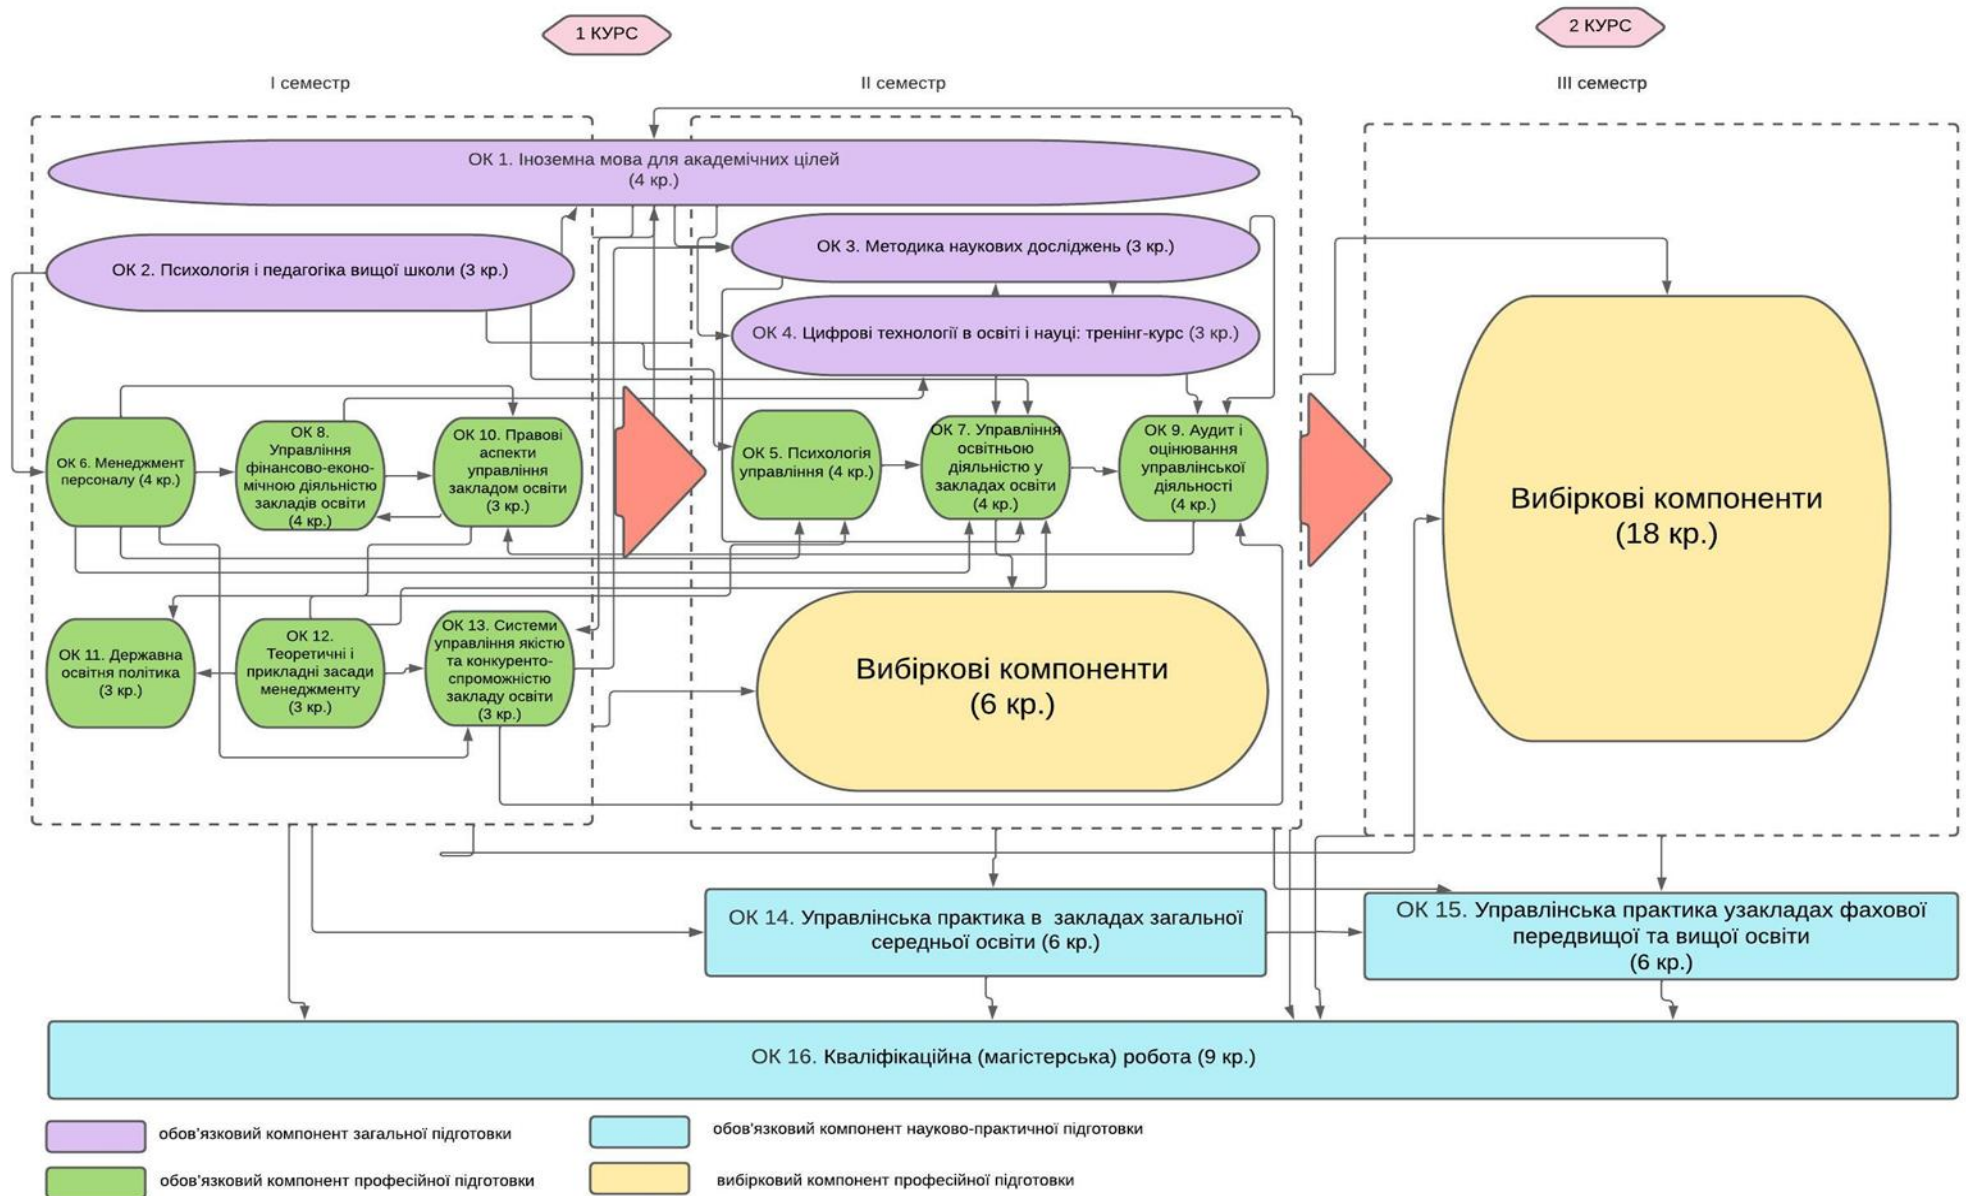 1 КУРС
2 КУРС
І семестр
ІІ семестр
ІІІ семестр
ОК 1. Іноземна мова для академічних цілей
(4 кр.)
ОК 2. Психологія і педагогіка вищої школи (3 кр.)
ОК 3. Методика наукових досліджень (3 кр.)
ОК 4. Цифрові технології в освіті і науці: тренінг-курс (3 кр.)
ОК 6. Менеджмент
персоналу (4 кр.)
ОК 8.
Управління
фінансово-еконо-
мічною діяльністю
закладів освіти
(4 кр.)
ОК 10. Правові
аспекти
управління
закладом освіти
(3 кр.)
ОК 5. Психологія
управління (4 кр.)
ОК 7. Управління
освітньою
діяльністю у
закладах освіти
(4 кр.)
ОК 9. Аудит і
оцінювання
управлінської
діяльності
(4 кр.)
Вибіркові компоненти
(18 кр.)
ОК 11. Державна
освітня політика
(3 кр.)
ОК 12.
Теоретичні і
прикладні засади
менеджменту
(3 кр.)
ОК 13. Системи
управління якістю
та конкуренто-
спроможністю
закладу освіти
(3 кр.)
Вибіркові компоненти
(6 кр.)
ОК 14. Управлінська практика в закладах загальної
середньої освіти (6 кр.)
ОК 15. Управлінська практика узакладах фахової
передвищої та вищої освіти
(6 кр.)
ОК 16. Кваліфікаційна (магістерська) робота (9 кр.)
обов'язковий компонент загальної підготовки
обов'язковий компонент науково-практичної підготовки
обов'язковий компонент професійної підготовки
вибірковий компонент професійної підготовки